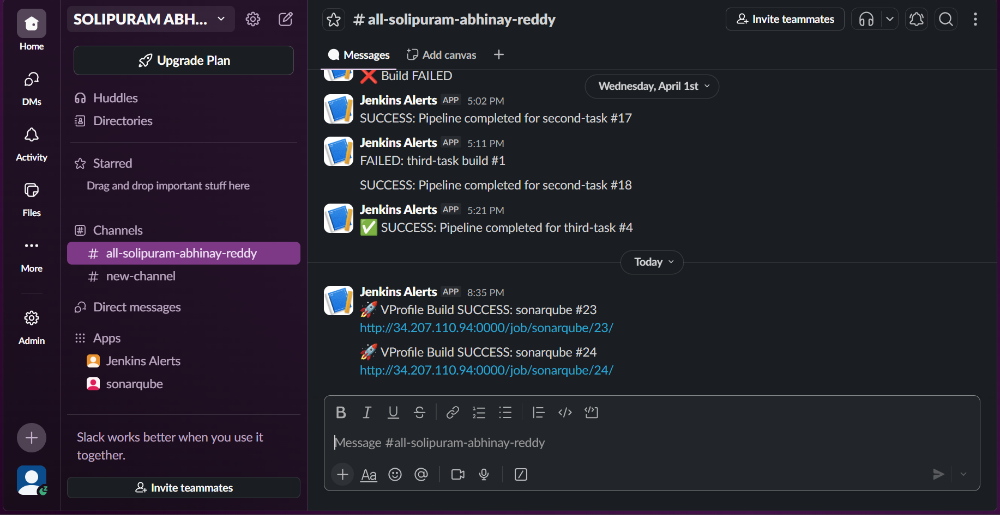 Home
DMs
Activity
Files
More
Admin
SOLIPURAM ABH...
Upgrade Plan
Huddles
Directories
Starred
Drag and drop important stuff here
Channels
# all-solipuram-abhinay-reddy
# new-channel
Direct messages
Apps
Jenkins Alerts
sonarqube
Slack works better when you use it
together.
Invite teammates
# all-solipuram-abhinay-reddy
Invite teammates
Messages
Add canvas
❌ Build FAILED
Wednesday, April 1st
Jenkins Alerts APP 5:02 PM
SUCCESS: Pipeline completed for second-task #17
Jenkins Alerts APP 5:11 PM
FAILED: third-task build #1
SUCCESS: Pipeline completed for second-task #18
Jenkins Alerts APP 5:21 PM
✅ SUCCESS: Pipeline completed for third-task #4
Today
Jenkins Alerts APP 8:35 PM
🚀 VProfile Build SUCCESS: sonarqube #23
http://34.207.110.94:0000/job/sonarqube/23/
🚀 VProfile Build SUCCESS: sonarqube #24
http://34.207.110.94:0000/job/sonarqube/24/
Message #all-solipuram-abhinay-reddy
Aa